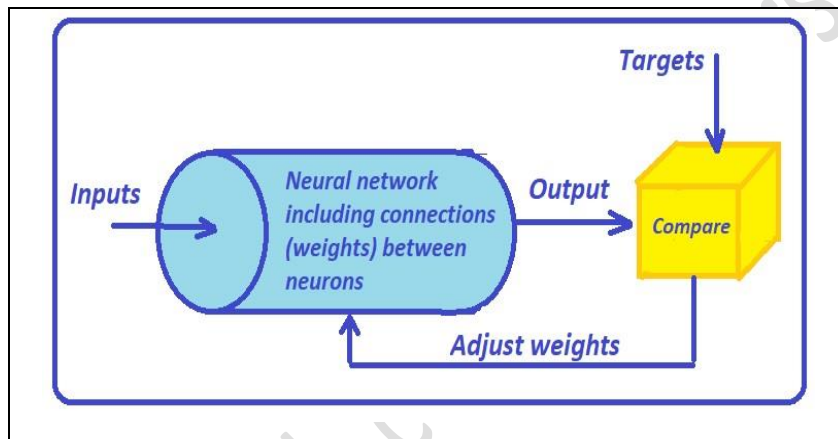 Targets
Inputs
Neural network
including connections
(weights) between
neurons
Output
Compare
Adjust weights